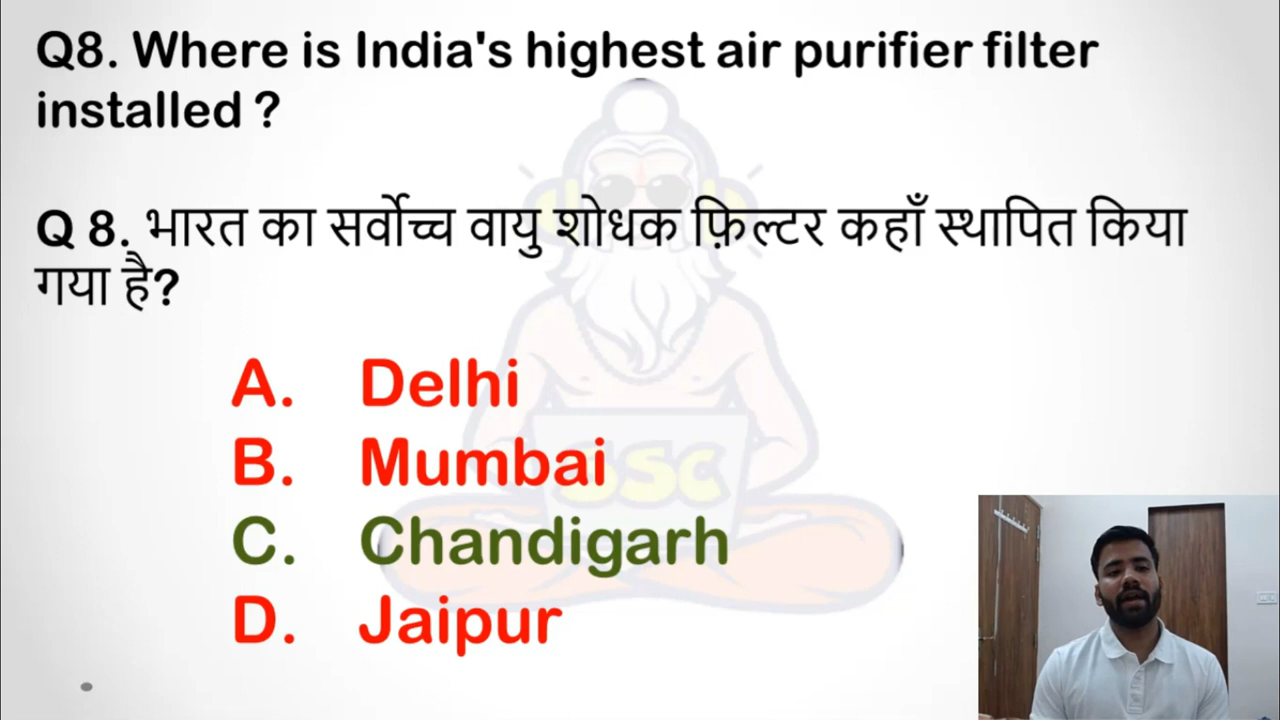 Q8. Where is India's highest air purifier filter
installed ?
Q 8. भारत का सर्वोच्च वायु शोधक फ़िल्टर कहाँ स्थापित किया
गया है?
A. Delhi
B. Mumbai
C. Chandigarh
D. Jaipur
SSC